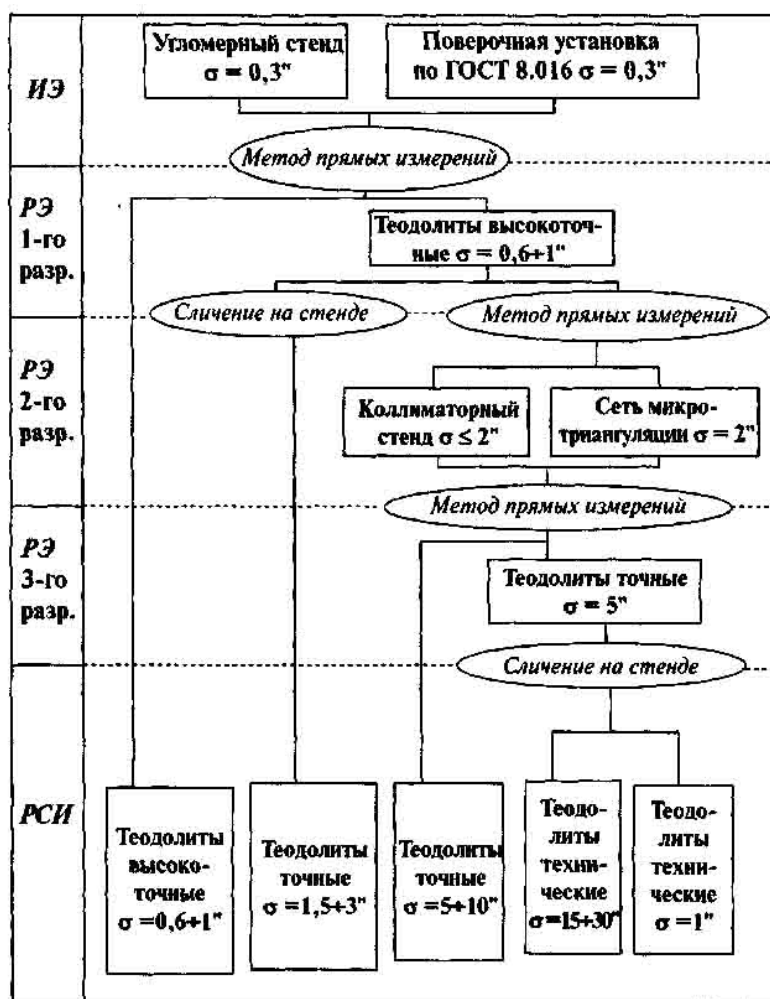 ИЭ
Угломерный стенд
σ = 0,3"
Поверочная установка
по ГОСТ 8.016 σ = 0,3"
Метод прямых измерений
РЭ
1-го
разр.
Теодолиты высокоточ-
ные σ = 0,6+1"
Сличение на стенде
Метод прямых измерений
РЭ
2-го
разр.
Коллиматорный
стенд σ ≤ 2"
Сеть микро-
триангуляции σ = 2"
Метод прямых измерений
РЭ
3-го
разр.
Теодолиты точные
σ = 5"
Сличение на стенде
РСИ
Теодолиты
высоко-
точные
σ =0,6+1"
Теодолиты
точные
σ =1,5+3"
Теодолиты
точные
σ =5+10"
Теодо-
литы
техни-
ческие
σ=15+30"
Теодо-
литы
техни-
ческие
σ =1"